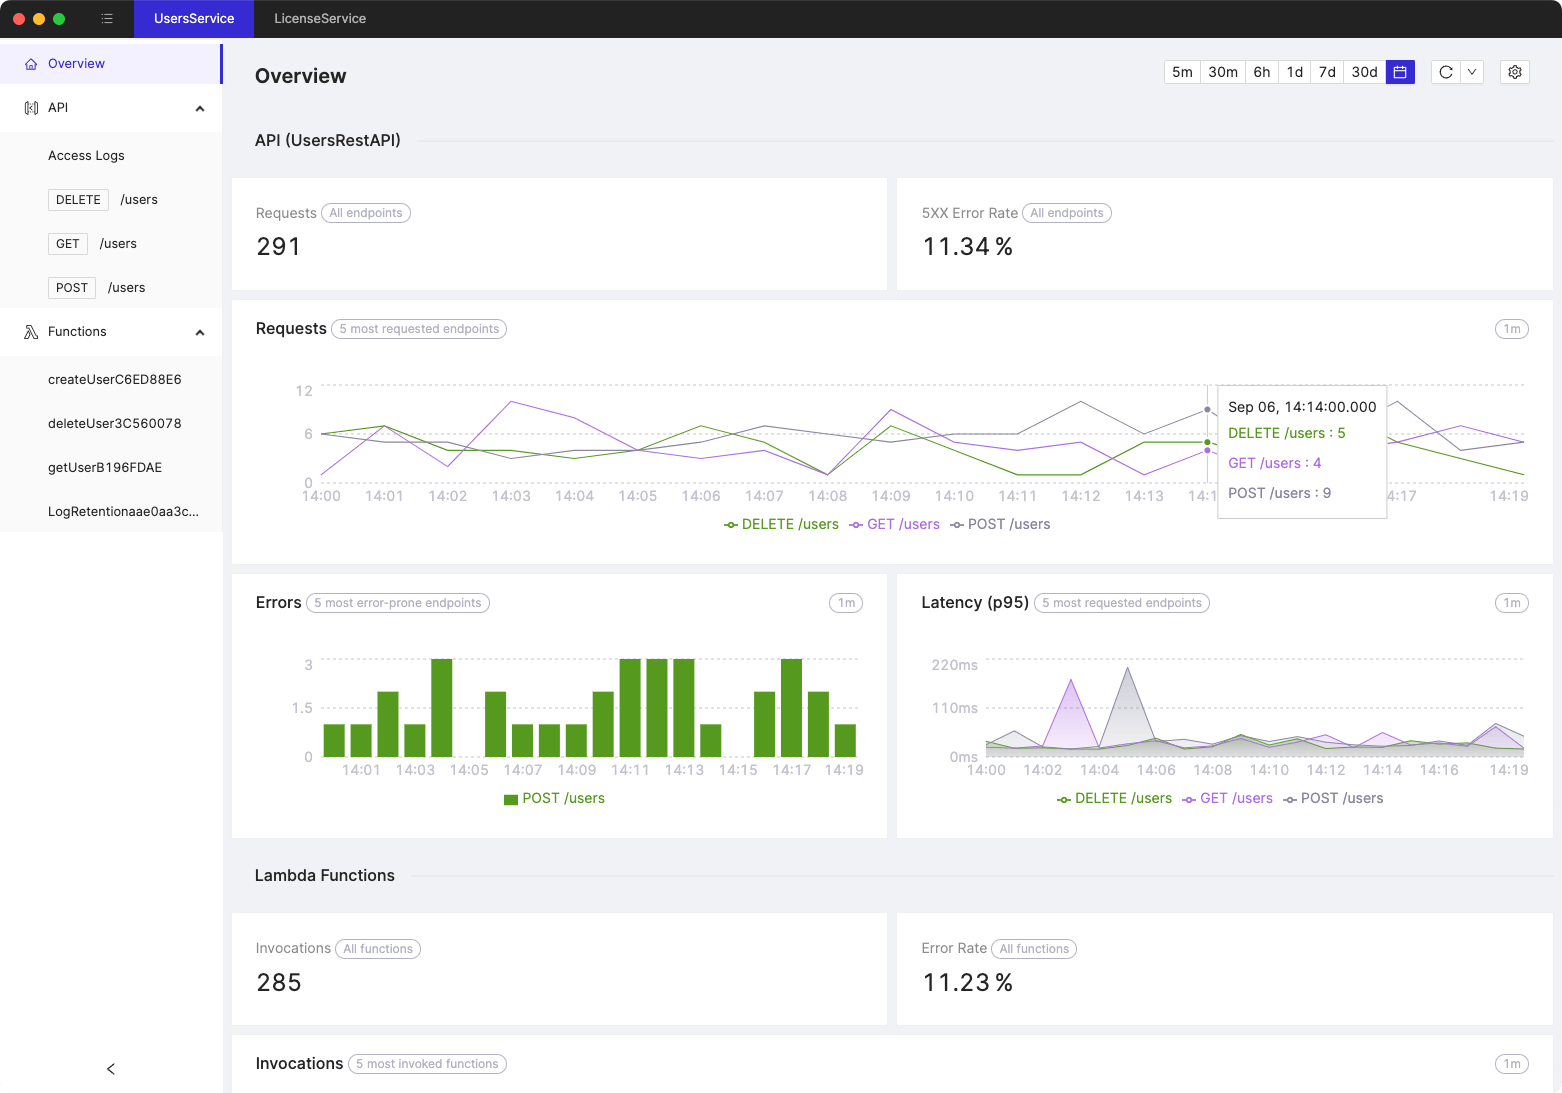 UsersService
LicenseService
Overview
API
Access Logs
DELETE /users
GET /users
POST /users
Functions
createUserC6ED88E6
deleteUser3C560078
getUserB196FDAE
LogRetentionaae0aa3c...
Overview
5m 30m 6h 1d 7d 30d
API (UsersRestAPI)
Requests All endpoints
291
5XX Error Rate All endpoints
11.34 %
Requests 5 most requested endpoints 1m
12
6
0
14:00 14:01 14:02 14:03 14:04 14:05 14:06 14:07 14:08 14:09 14:10 14:11 14:12 14:13 14:1 4:17 14:19
Sep 06, 14:14:00.000
DELETE /users : 5
GET /users : 4
POST /users : 9
DELETE /users GET /users POST /users
Errors 5 most error-prone endpoints 1m
3
1.5
0
14:01 14:03 14:05 14:07 14:09 14:11 14:13 14:15 14:17 14:19
POST /users
Latency (p95) 5 most requested endpoints 1m
220ms
110ms
0ms
14:00 14:02 14:04 14:06 14:08 14:10 14:12 14:14 14:16 14:19
DELETE /users GET /users POST /users
Lambda Functions
Invocations All functions
285
Error Rate All functions
11.23 %
Invocations 5 most invoked functions 1m